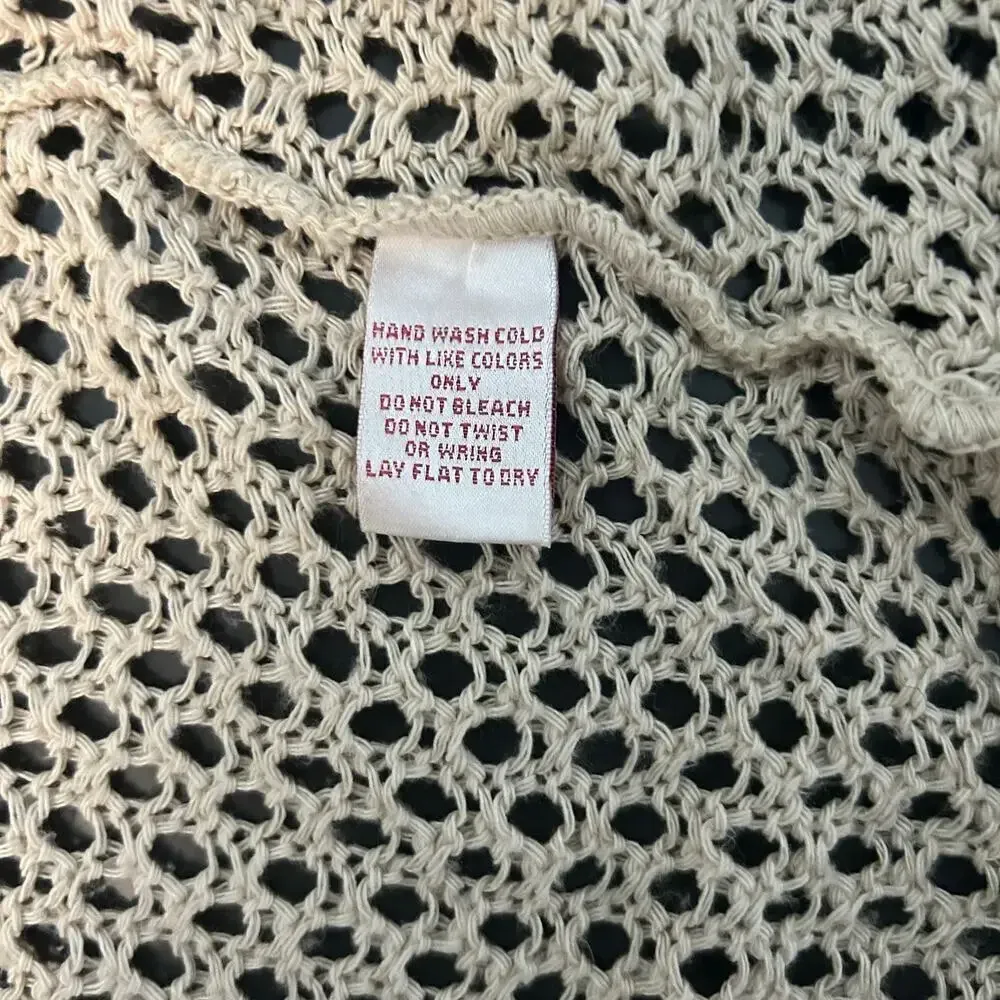 HAND WASH COLD
WITH LIKE COLORS
ONLY
DO NOT BLEACH
DO NOT TWIST
OR WRING
LAY FLAT TO DRY